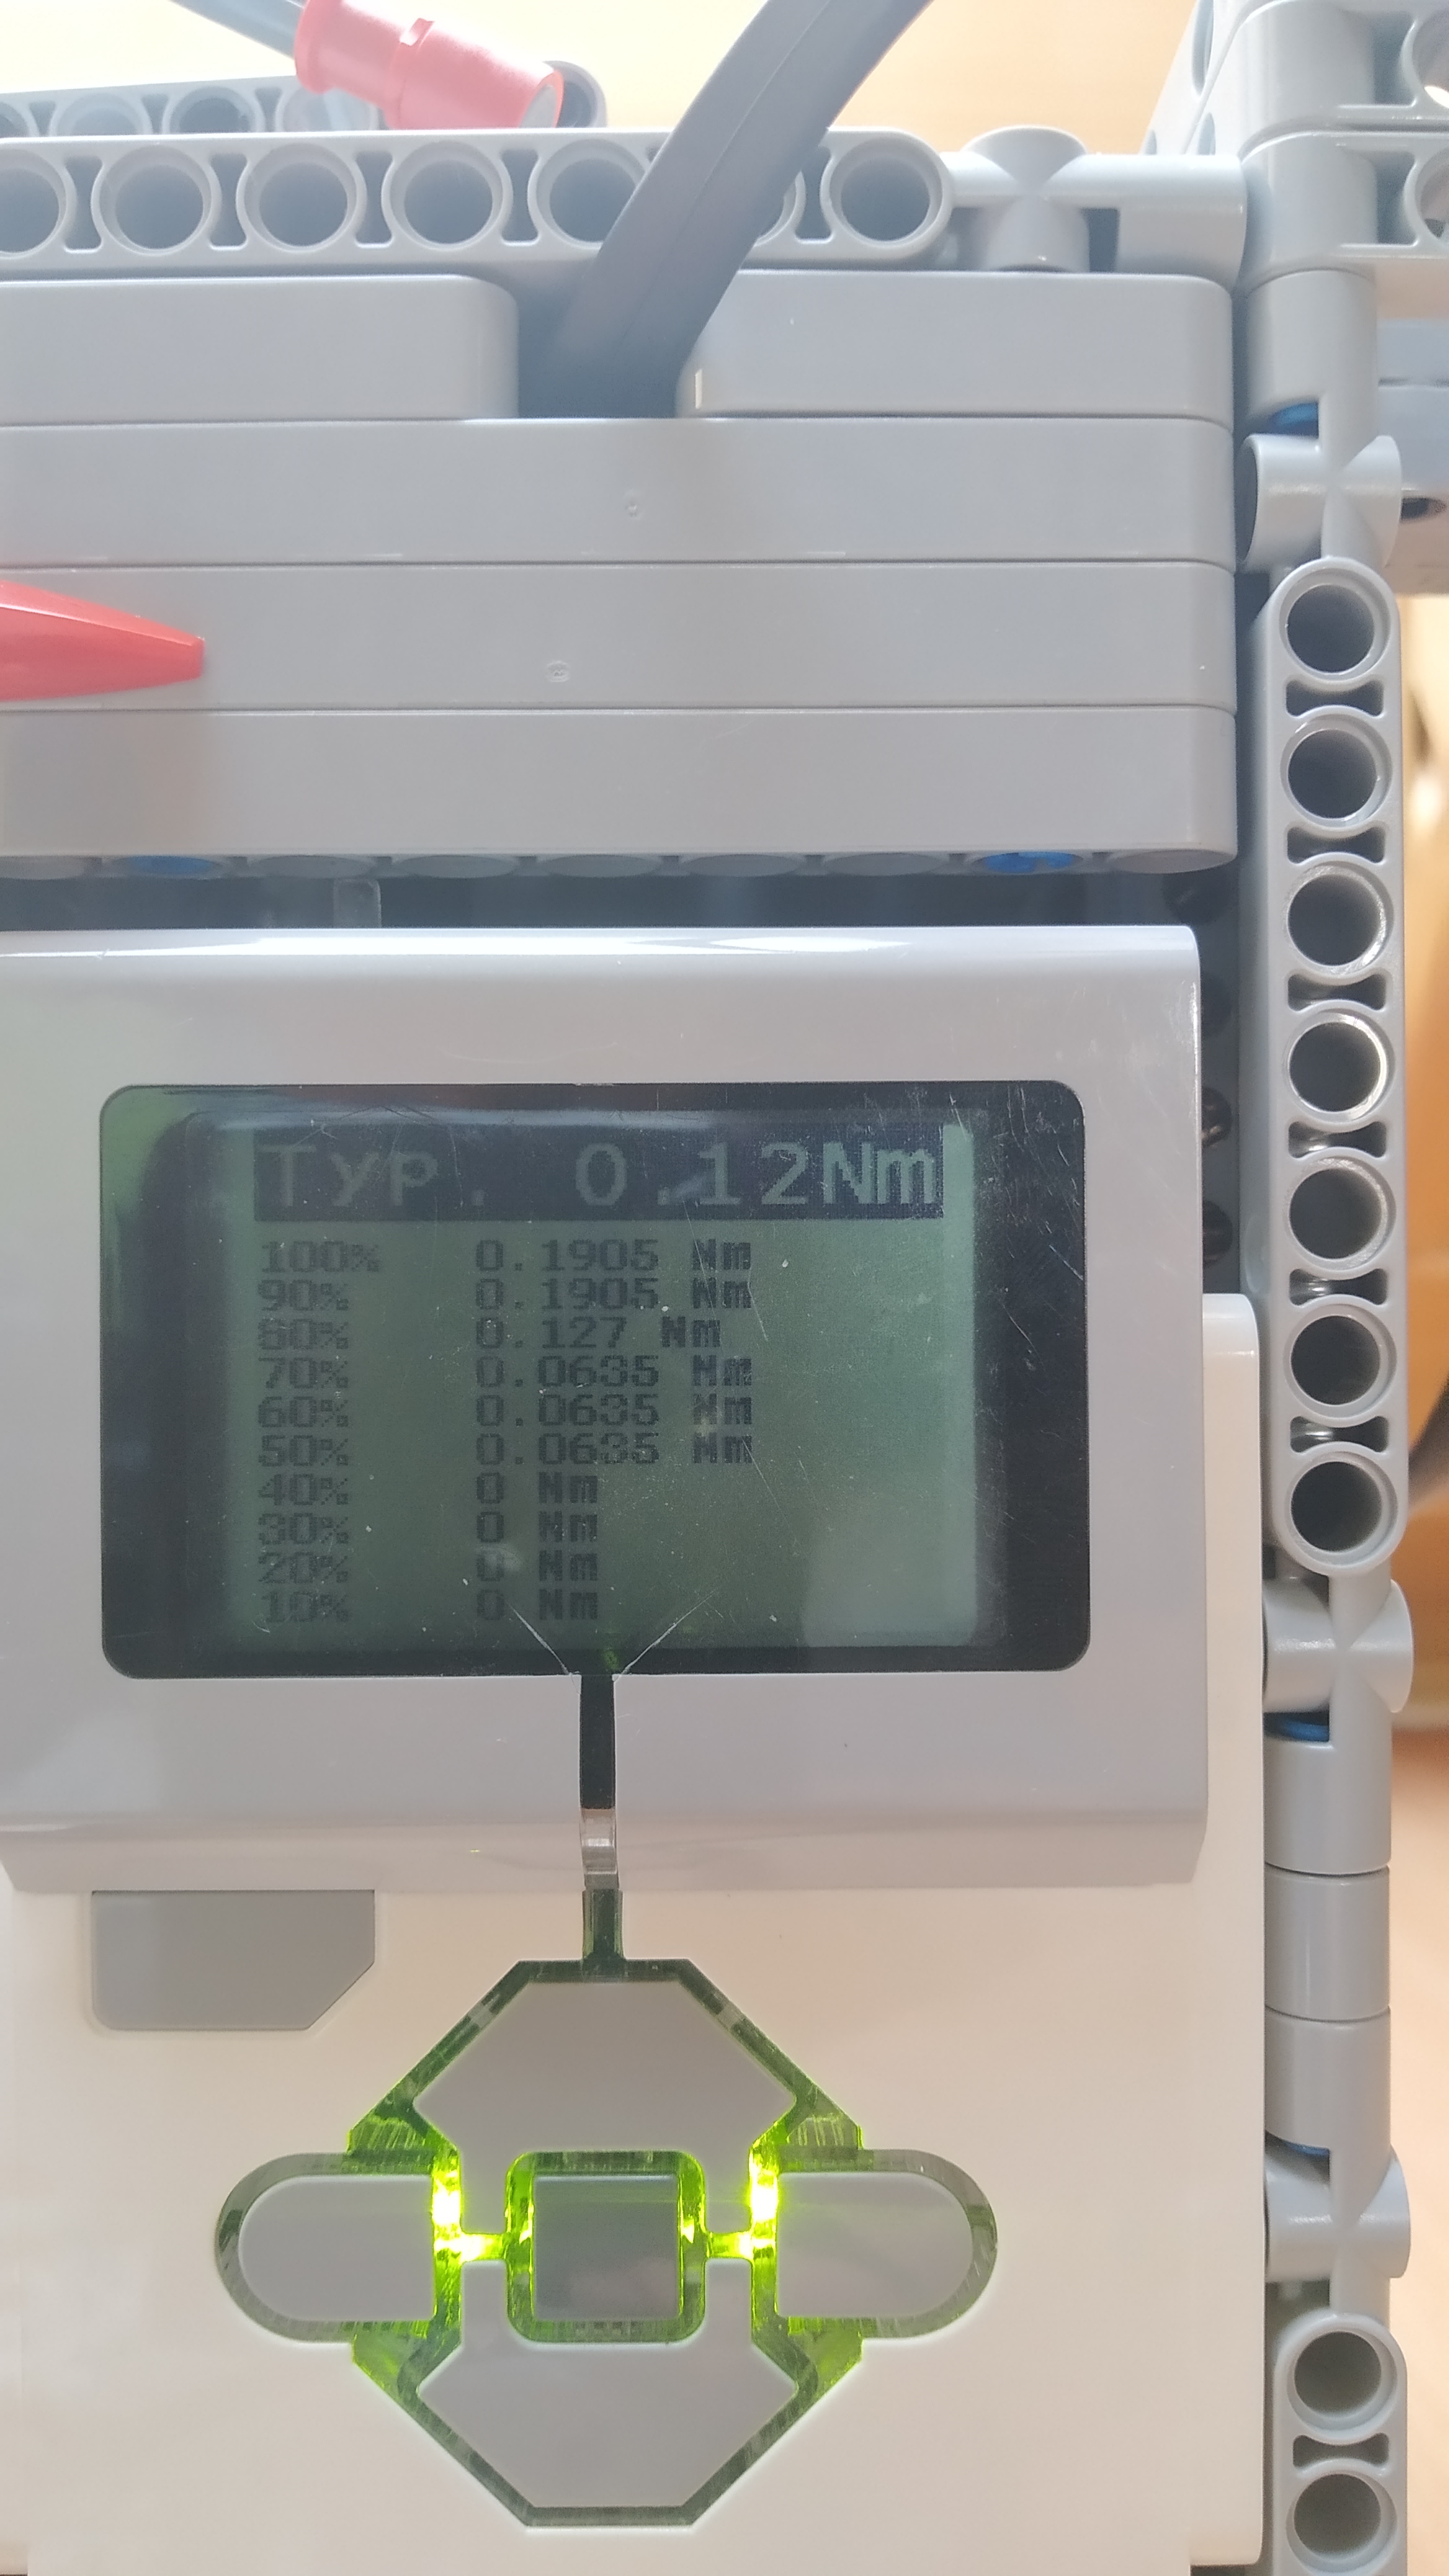 Typ. 0.12Nm
100% 0.1905 Nm
90% 0.1905 Nm
80% 0.127 Nm
70% 0.0635 Nm
60% 0.0635 Nm
50% 0.0635 Nm
40% 0 Nm
30% 0 Nm
20% 0 Nm
10% 0 Nm